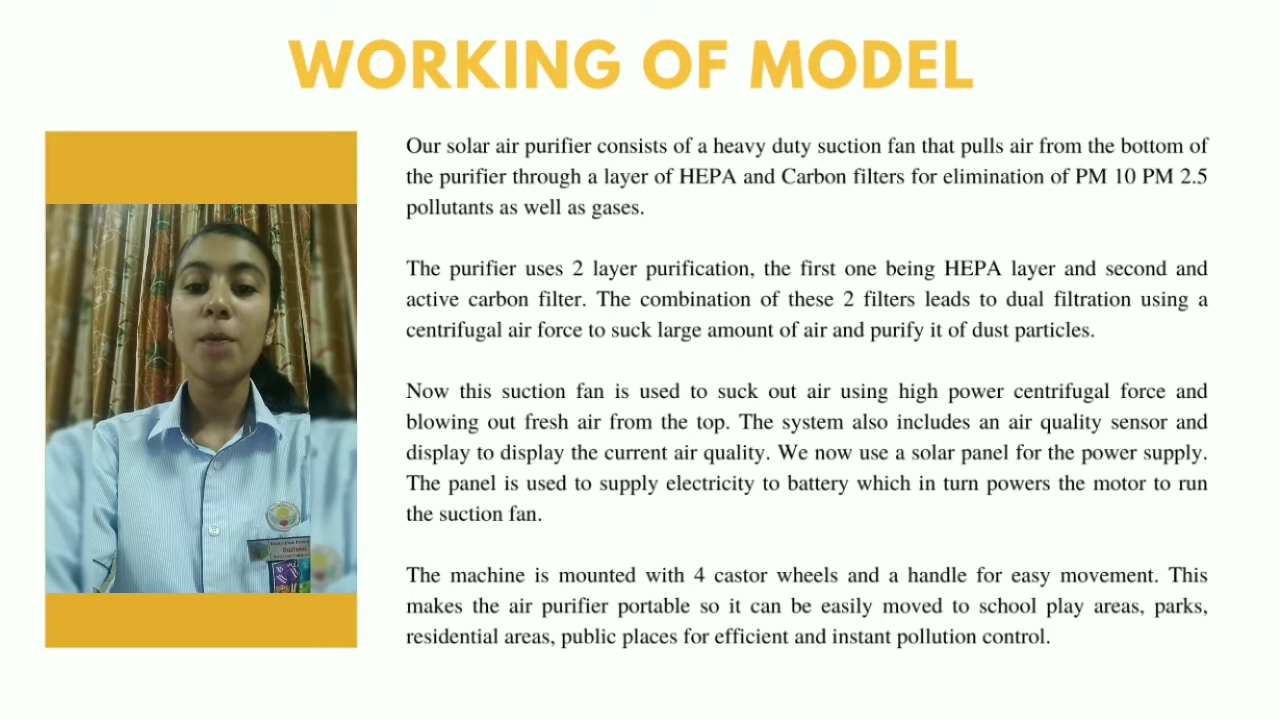 WORKING OF MODEL
Our solar air purifier consists of a heavy duty suction fan that pulls air from the bottom of
the purifier through a layer of HEPA and Carbon filters for elimination of PM 10 PM 2.5
pollutants as well as gases.
The purifier uses 2 layer purification, the first one being HEPA layer and second and
active carbon filter. The combination of these 2 filters leads to dual filtration using a
centrifugal air force to suck large amount of air and purify it of dust particles.
Now this suction fan is used to suck out air using high power centrifugal force and
blowing out fresh air from the top. The system also includes an air quality sensor and
display to display the current air quality. We now use a solar panel for the power supply.
The panel is used to supply electricity to battery which in turn powers the motor to run
the suction fan.
The machine is mounted with 4 castor wheels and a handle for easy movement. This
makes the air purifier portable so it can be easily moved to school play areas, parks,
residential areas, public places for efficient and instant pollution control.